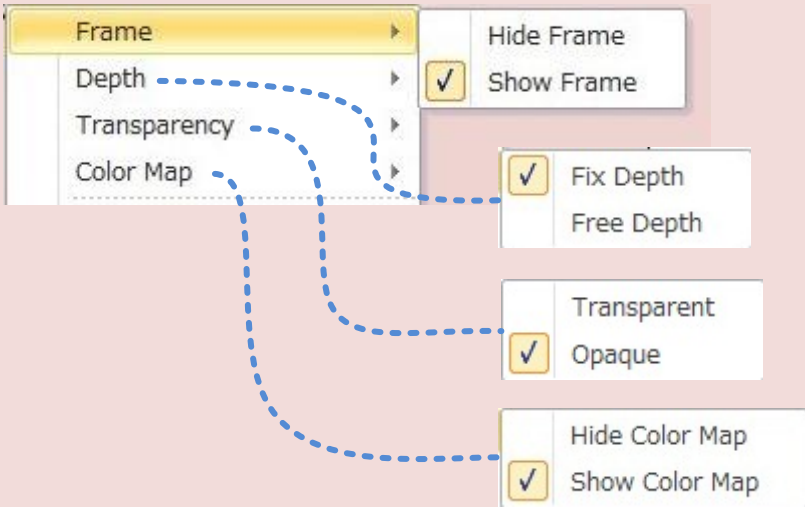 Frame
Depth
Transparency
Color Map
Hide Frame
Show Frame
Fix Depth
Free Depth
Transparent
Opaque
Hide Color Map
Show Color Map